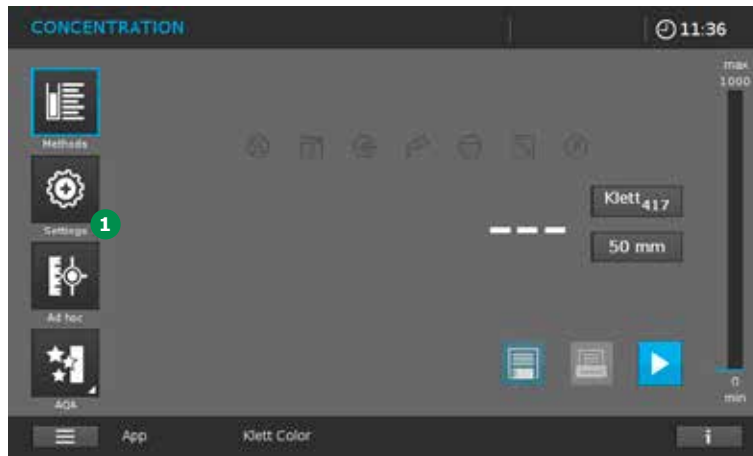 CONCENTRATION
11:36
max
1000
Methods
Settings
1
Klett417
50 mm
Ad hoc
AQA
0
min
App
Klett Color
i